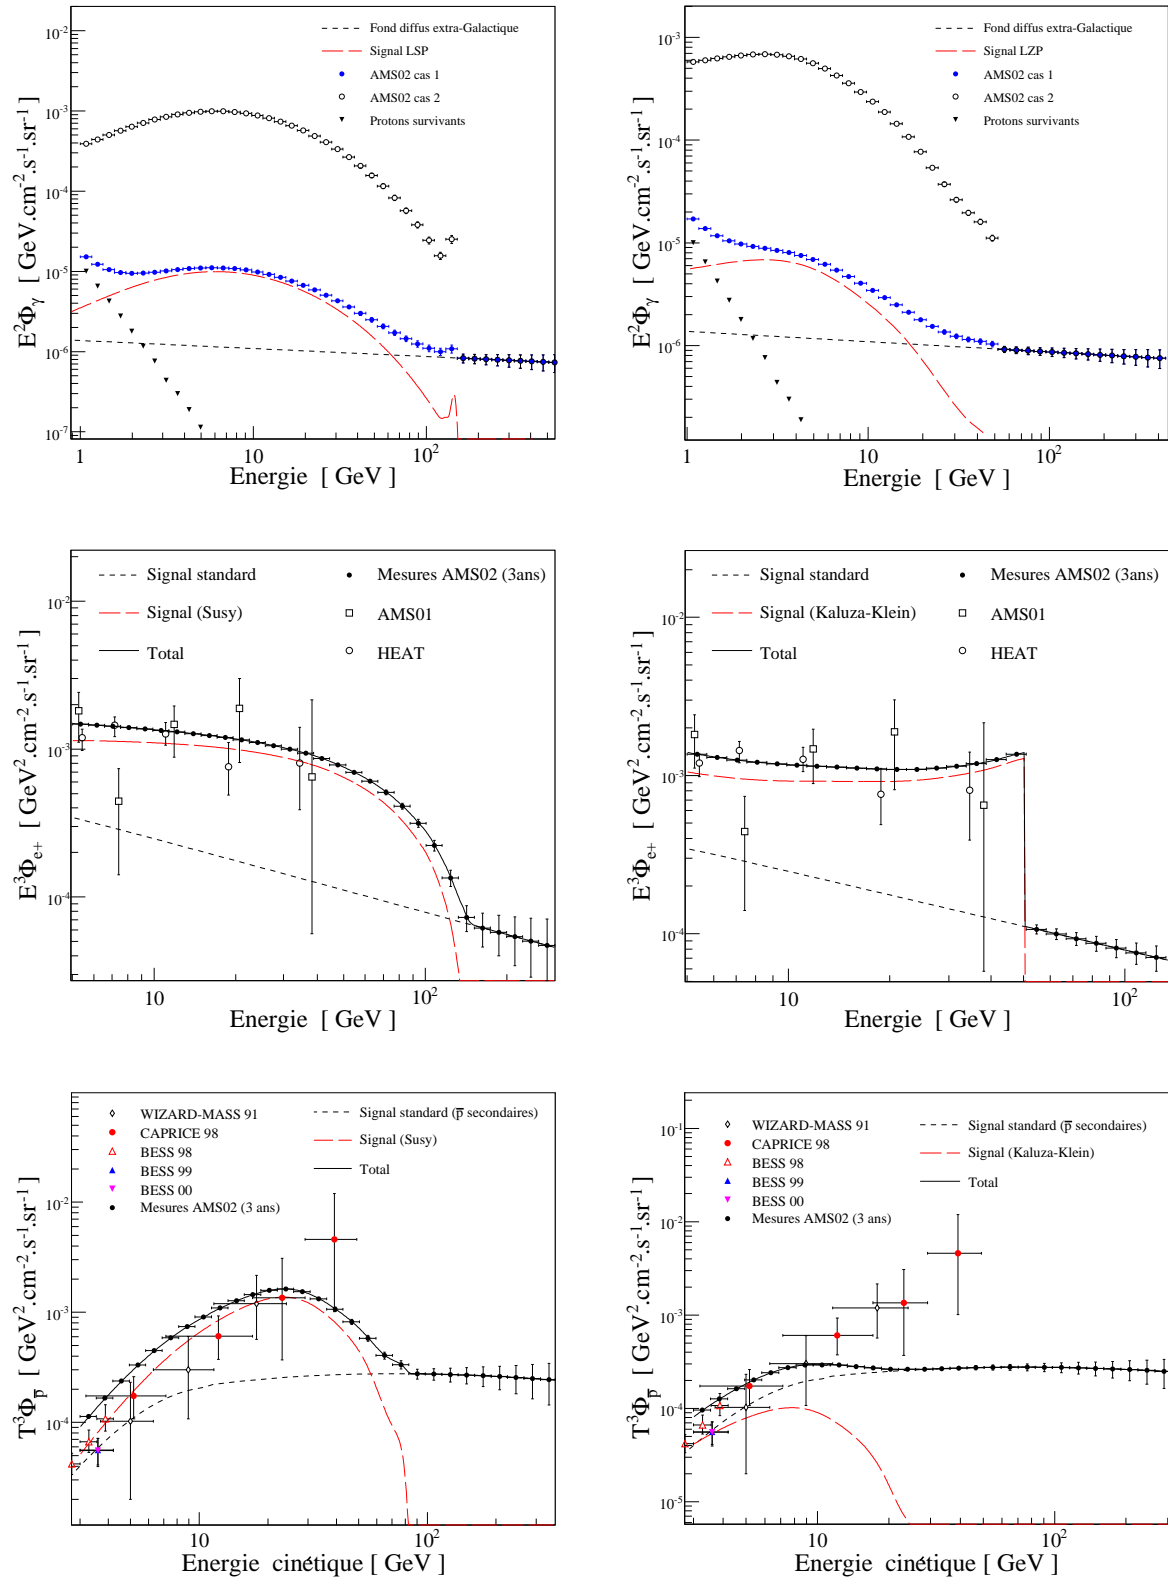 Fond diffus extra-Galactique
Signal LSP
AMS02 cas 1
AMS02 cas 2
Protons survivants
E²Φγ [ GeV.cm⁻².s⁻¹.sr⁻¹ ]
10⁻²
10⁻³
10⁻⁴
10⁻⁵
10⁻⁶
10⁻⁷
1
10
10²
Energie [ GeV ]
Fond diffus extra-Galactique
Signal LZP
AMS02 cas 1
AMS02 cas 2
Protons survivants
E²Φγ [ GeV.cm⁻².s⁻¹.sr⁻¹ ]
10⁻³
10⁻⁴
10⁻⁵
10⁻⁶
1
10
10²
Energie [ GeV ]
Signal standard
Signal (Susy)
Total
Mesures AMS02 (3ans)
AMS01
HEAT
E³Φe+ [ GeV².cm⁻².s⁻¹.sr⁻¹ ]
10⁻²
10⁻³
10⁻⁴
10
10²
Energie [ GeV ]
Signal standard
Signal (Kaluza-Klein)
Total
Mesures AMS02 (3ans)
AMS01
HEAT
E³Φe+ [ GeV².cm⁻².s⁻¹.sr⁻¹ ]
10⁻²
10⁻³
10⁻⁴
10
10²
Energie [ GeV ]
WIZARD-MASS 91
CAPRICE 98
BESS 98
BESS 99
BESS 00
Mesures AMS02 (3 ans)
Signal standard (p̅ secondaires)
Signal (Susy)
Total
T³Φp̅ [ GeV².cm⁻².s⁻¹.sr⁻¹ ]
10⁻²
10⁻³
10⁻⁴
10
10²
Energie cinétique [ GeV ]
WIZARD-MASS 91
CAPRICE 98
BESS 98
BESS 99
BESS 00
Mesures AMS02 (3 ans)
Signal standard (p̅ secondaires)
Signal (Kaluza-Klein)
Total
T³Φp̅ [ GeV².cm⁻².s⁻¹.sr⁻¹ ]
10⁻¹
10⁻²
10⁻³
10⁻⁴
10⁻⁵
10
10²
Energie cinétique [ GeV ]